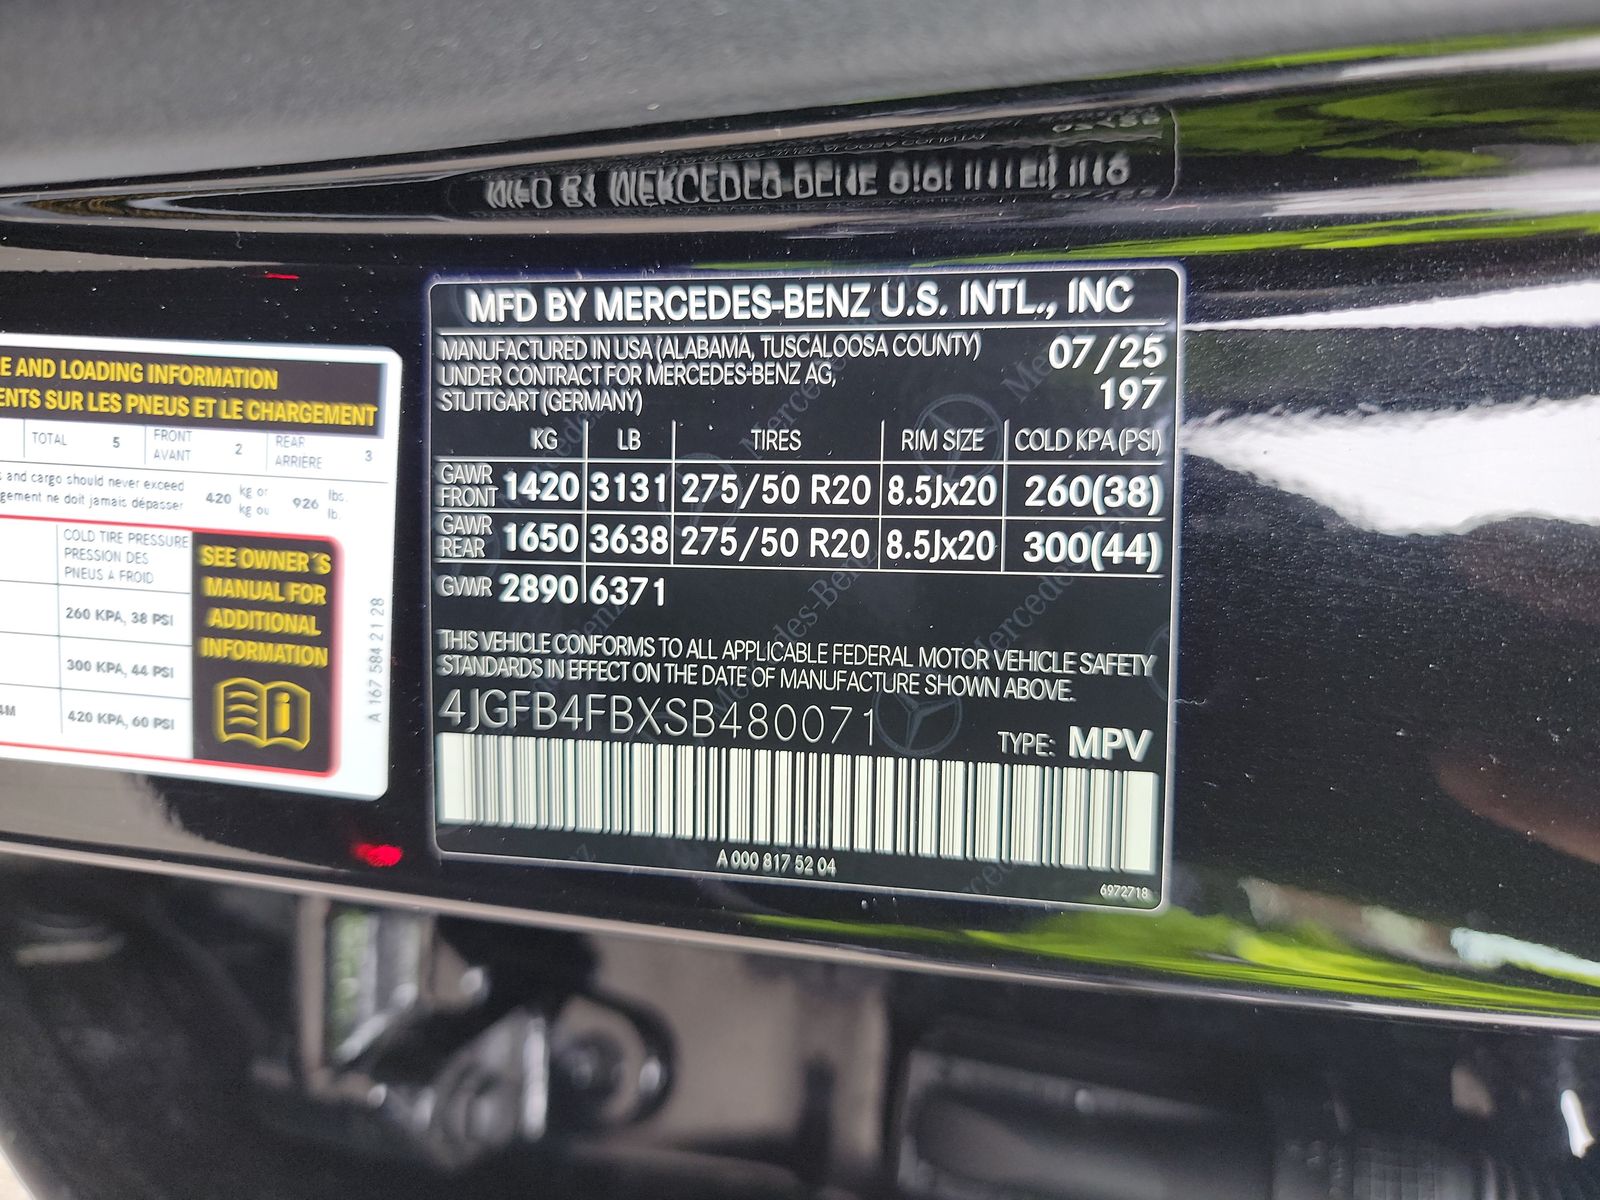 E AND LOADING INFORMATION
ENTS SUR LES PNEUS ET LE CHARGEMENT
TOTAL 5 FRONT 2 REAR 3
AVANT ARRIÈRE
and cargo should never exceed 420 kg or 926 lbs.
gement ne doit jamais dépasser kg ou lb.
COLD TIRE PRESSURE
PRESSION DES
PNEUS A FROID
260 KPA, 38 PSI
300 KPA, 44 PSI
420 KPA, 60 PSI
SEE OWNER´S
MANUAL FOR
ADDITIONAL
INFORMATION
A 167 584 21 28
MFD BY MERCEDES-BENZ U.S. INTL., INC
MANUFACTURED IN USA (ALABAMA, TUSCALOOSA COUNTY) 07/25
UNDER CONTRACT FOR MERCEDES-BENZ AG, 197
STUTTGART (GERMANY)
KG LB TIRES RIM SIZE COLD KPA (PSI)
GAWR FRONT 1420 3131 275/50 R20 8.5Jx20 260(38)
GAWR REAR 1650 3638 275/50 R20 8.5Jx20 300(44)
GVWR 2890 6371
THIS VEHICLE CONFORMS TO ALL APPLICABLE FEDERAL MOTOR VEHICLE SAFETY
STANDARDS IN EFFECT ON THE DATE OF MANUFACTURE SHOWN ABOVE.
4JGFB4FBXSB480071
TYPE: MPV
A 000 817 52 04
6972718